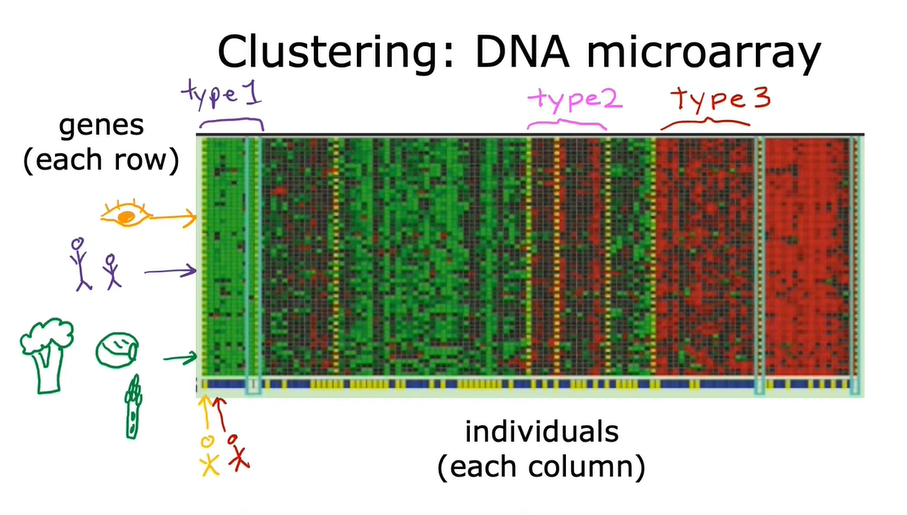 Clustering: DNA microarray
type1
type2
type3
genes
(each row)
individuals
(each column)